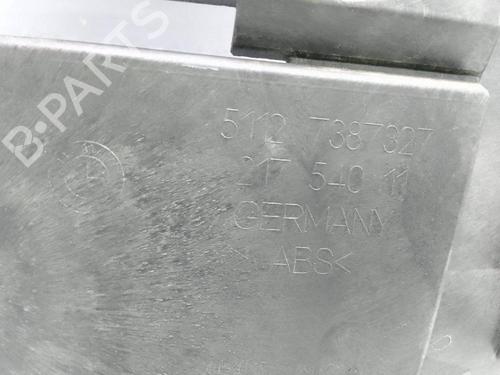 B-PARTS
5112 7387327
217 540 11
GERMANY
> ABS<